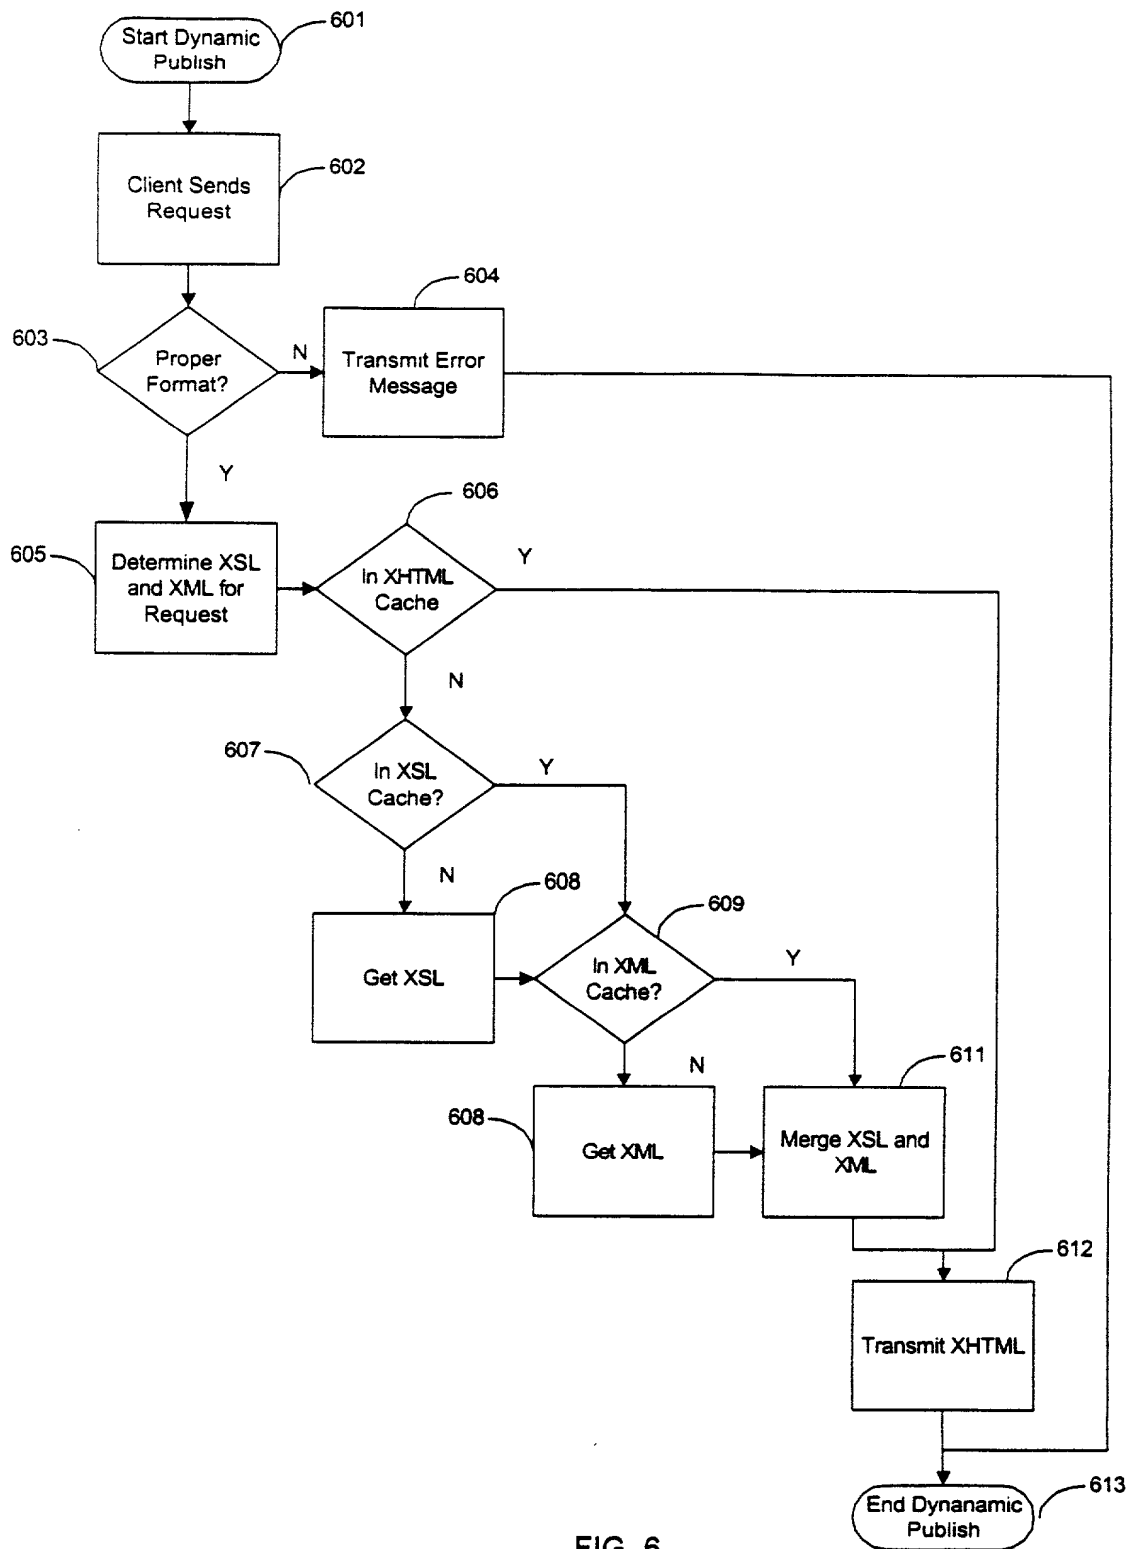 Start Dynamic
Publish
601
Client Sends
Request
602
603
Proper
Format?
N
Transmit Error
Message
604
Y
605
Determine XSL
and XML for
Request
606
In XHTML
Cache
Y
N
607
In XSL
Cache?
Y
N
608
Get XSL
609
In XML
Cache?
Y
N
608
Get XML
611
Merge XSL and
XML
612
Transmit XHTML
End Dynanamic
Publish
613
FIG. 6